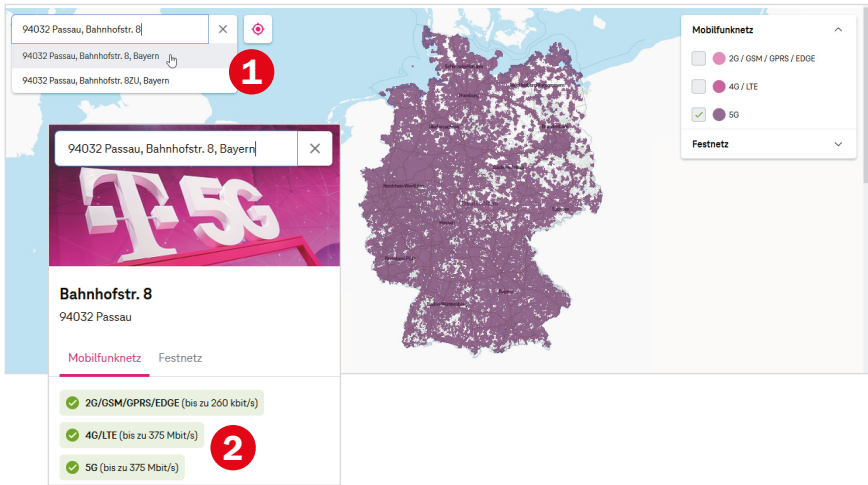 94032 Passau, Bahnhofstr. 8
94032 Passau, Bahnhofstr. 8, Bayern
94032 Passau, Bahnhofstr. 8ZU, Bayern
1
Mobilfunknetz
2G / GSM / GPRS / EDGE
4G / LTE
5G
Festnetz
94032 Passau, Bahnhofstr. 8, Bayern
T 5G
Bahnhofstr. 8
94032 Passau
Mobilfunknetz Festnetz
2G/GSM/GPRS/EDGE (bis zu 260 kbit/s)
4G/LTE (bis zu 375 Mbit/s)
2
5G (bis zu 375 Mbit/s)